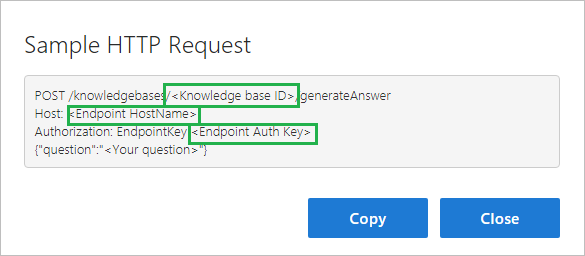 Sample HTTP Request
POST /knowledgebases/<Knowledge base ID>/generateAnswer
Host: <Endpoint HostName>
Authorization: EndpointKey <Endpoint Auth Key>
{"question":"<Your question>"}
Copy Close